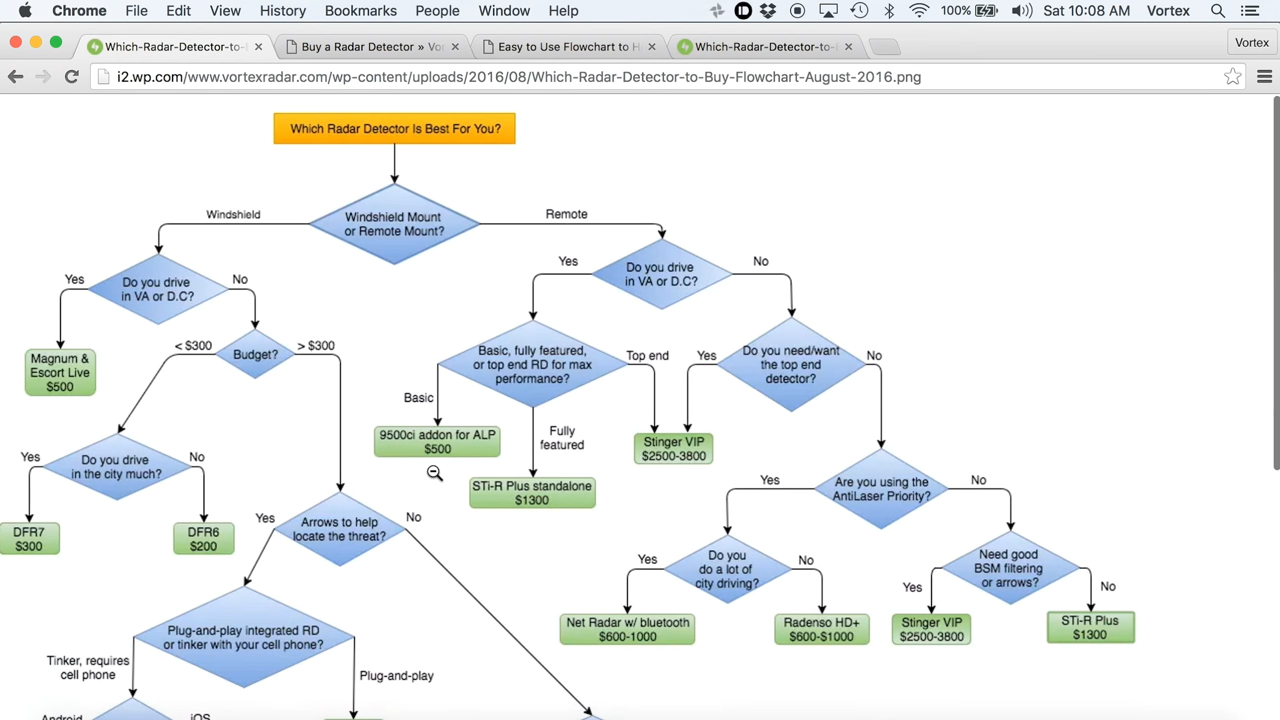 Chrome File Edit View History Bookmarks People Window Help 100% Sat 10:08 AM Vortex
Which-Radar-Detector-to-
Buy a Radar Detector » Vor
Easy to Use Flowchart to H
Which-Radar-Detector-to-
Vortex
i2.wp.com/www.vortexradar.com/wp-content/uploads/2016/08/Which-Radar-Detector-to-Buy-Flowchart-August-2016.png
Which Radar Detector Is Best For You?
Windshield
Windshield Mount
or Remote Mount?
Remote
Yes
Do you drive
in VA or D.C?
No
Yes
Do you drive
in VA or D.C?
No
Magnum &
Escort Live
$500
< $300
Budget?
> $300
Basic, fully featured,
or top end RD for max
performance?
Top end
Basic
Fully
featured
Yes
Do you need/want
the top end
detector?
No
9500ci addon for ALP
$500
STi-R Plus standalone
$1300
Stinger VIP
$2500-3800
Yes
Do you drive
in the city much?
No
DFR7
$300
DFR6
$200
Yes
Arrows to help
locate the threat?
No
Yes
Are you using the
AntiLaser Priority?
No
Yes
Do you
do a lot of
city driving?
No
Yes
Need good
BSM filtering
or arrows?
No
Net Radar w/ bluetooth
$600-1000
Radenso HD+
$600-$1000
Stinger VIP
$2500-3800
STi-R Plus
$1300
Plug-and-play integrated RD
or tinker with your cell phone?
Tinker, requires
cell phone
Plug-and-play
Android
iOS